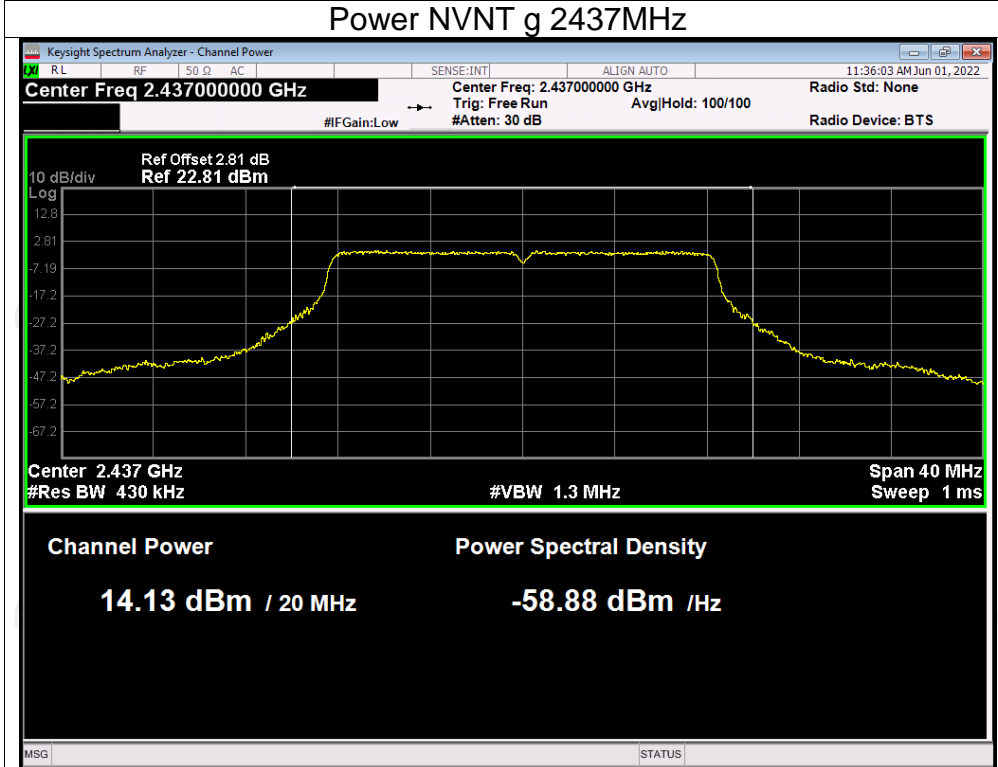 Power NVNT g 2437MHz
Keysight Spectrum Analyzer - Channel Power
LXI RL RF 50 Ω AC SENSE:INT ALIGN AUTO 11:36:03 AM Jun 01, 2022
Center Freq 2.437000000 GHz Center Freq: 2.437000000 GHz Radio Std: None
Trig: Free Run Avg|Hold: 100/100
#IFGain:Low #Atten: 30 dB Radio Device: BTS
Ref Offset 2.81 dB
10 dB/div Ref 22.81 dBm
Log
12.8
2.81
-7.19
-17.2
-27.2
-37.2
-47.2
-57.2
-67.2
Center 2.437 GHz Span 40 MHz
#Res BW 430 kHz #VBW 1.3 MHz Sweep 1 ms
Channel Power Power Spectral Density
14.13 dBm / 20 MHz -58.88 dBm /Hz
MSG STATUS